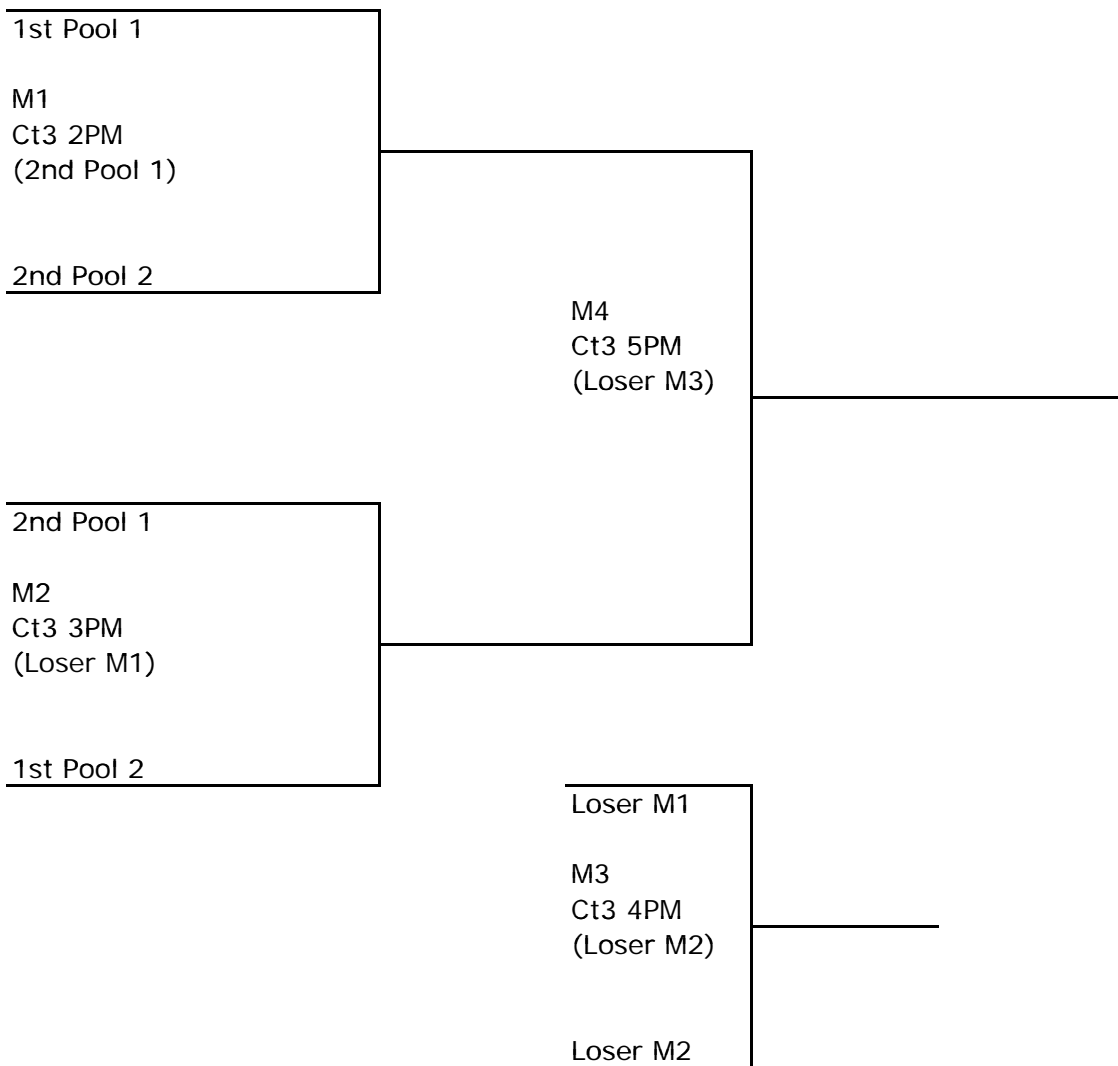 1st Pool 1
M1
Ct3 2PM
(2nd Pool 1)
2nd Pool 2
M4
Ct3 5PM
(Loser M3)
2nd Pool 1
M2
Ct3 3PM
(Loser M1)
1st Pool 2
Loser M1
M3
Ct3 4PM
(Loser M2)
Loser M2